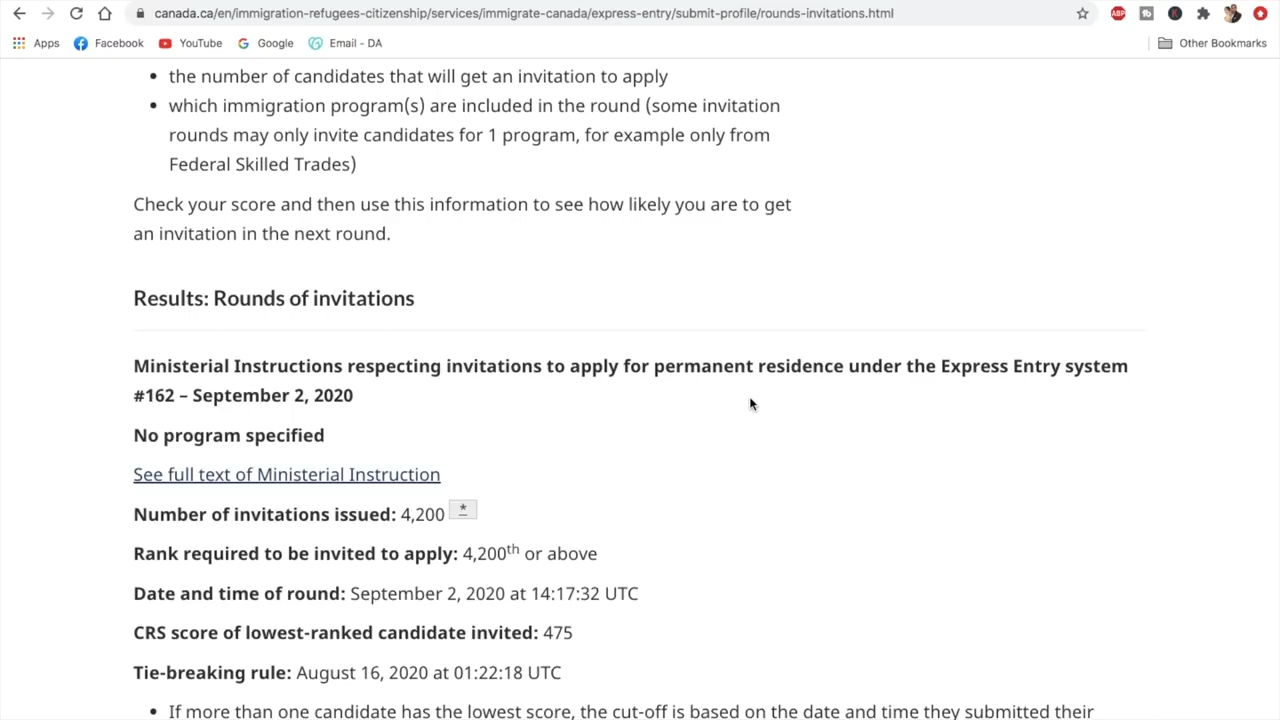 canada.ca/en/immigration-refugees-citizenship/services/immigrate-canada/express-entry/submit-profile/rounds-invitations.html
ABP
Apps Facebook YouTube Google Email - DA Other Bookmarks
• the number of candidates that will get an invitation to apply
• which immigration program(s) are included in the round (some invitation
rounds may only invite candidates for 1 program, for example only from
Federal Skilled Trades)
Check your score and then use this information to see how likely you are to get
an invitation in the next round.
Results: Rounds of invitations
Ministerial Instructions respecting invitations to apply for permanent residence under the Express Entry system
#162 – September 2, 2020
No program specified
See full text of Ministerial Instruction
Number of invitations issued: 4,200 *
Rank required to be invited to apply: 4,200th or above
Date and time of round: September 2, 2020 at 14:17:32 UTC
CRS score of lowest-ranked candidate invited: 475
Tie-breaking rule: August 16, 2020 at 01:22:18 UTC
• If more than one candidate has the lowest score, the cut-off is based on the date and time they submitted their